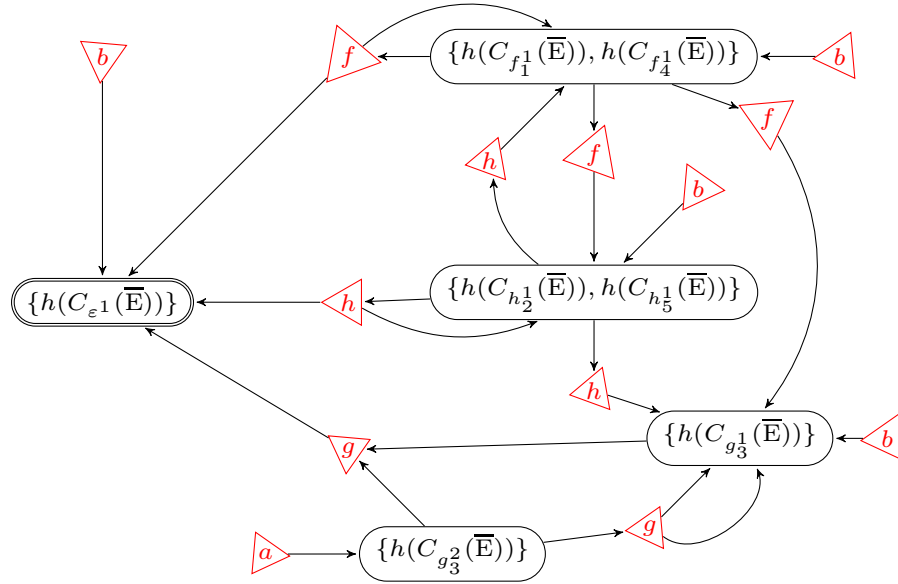 b
f
{h(C_{f_1^1}(E̅)), h(C_{f_4^1}(E̅))}
b
f
h
f
b
{h(C_{ε^1}(E̅))}
h
{h(C_{h_2^1}(E̅)), h(C_{h_5^1}(E̅))}
h
g
{h(C_{g_3^1}(E̅))}
b
a
{h(C_{g_3^2}(E̅))}
g